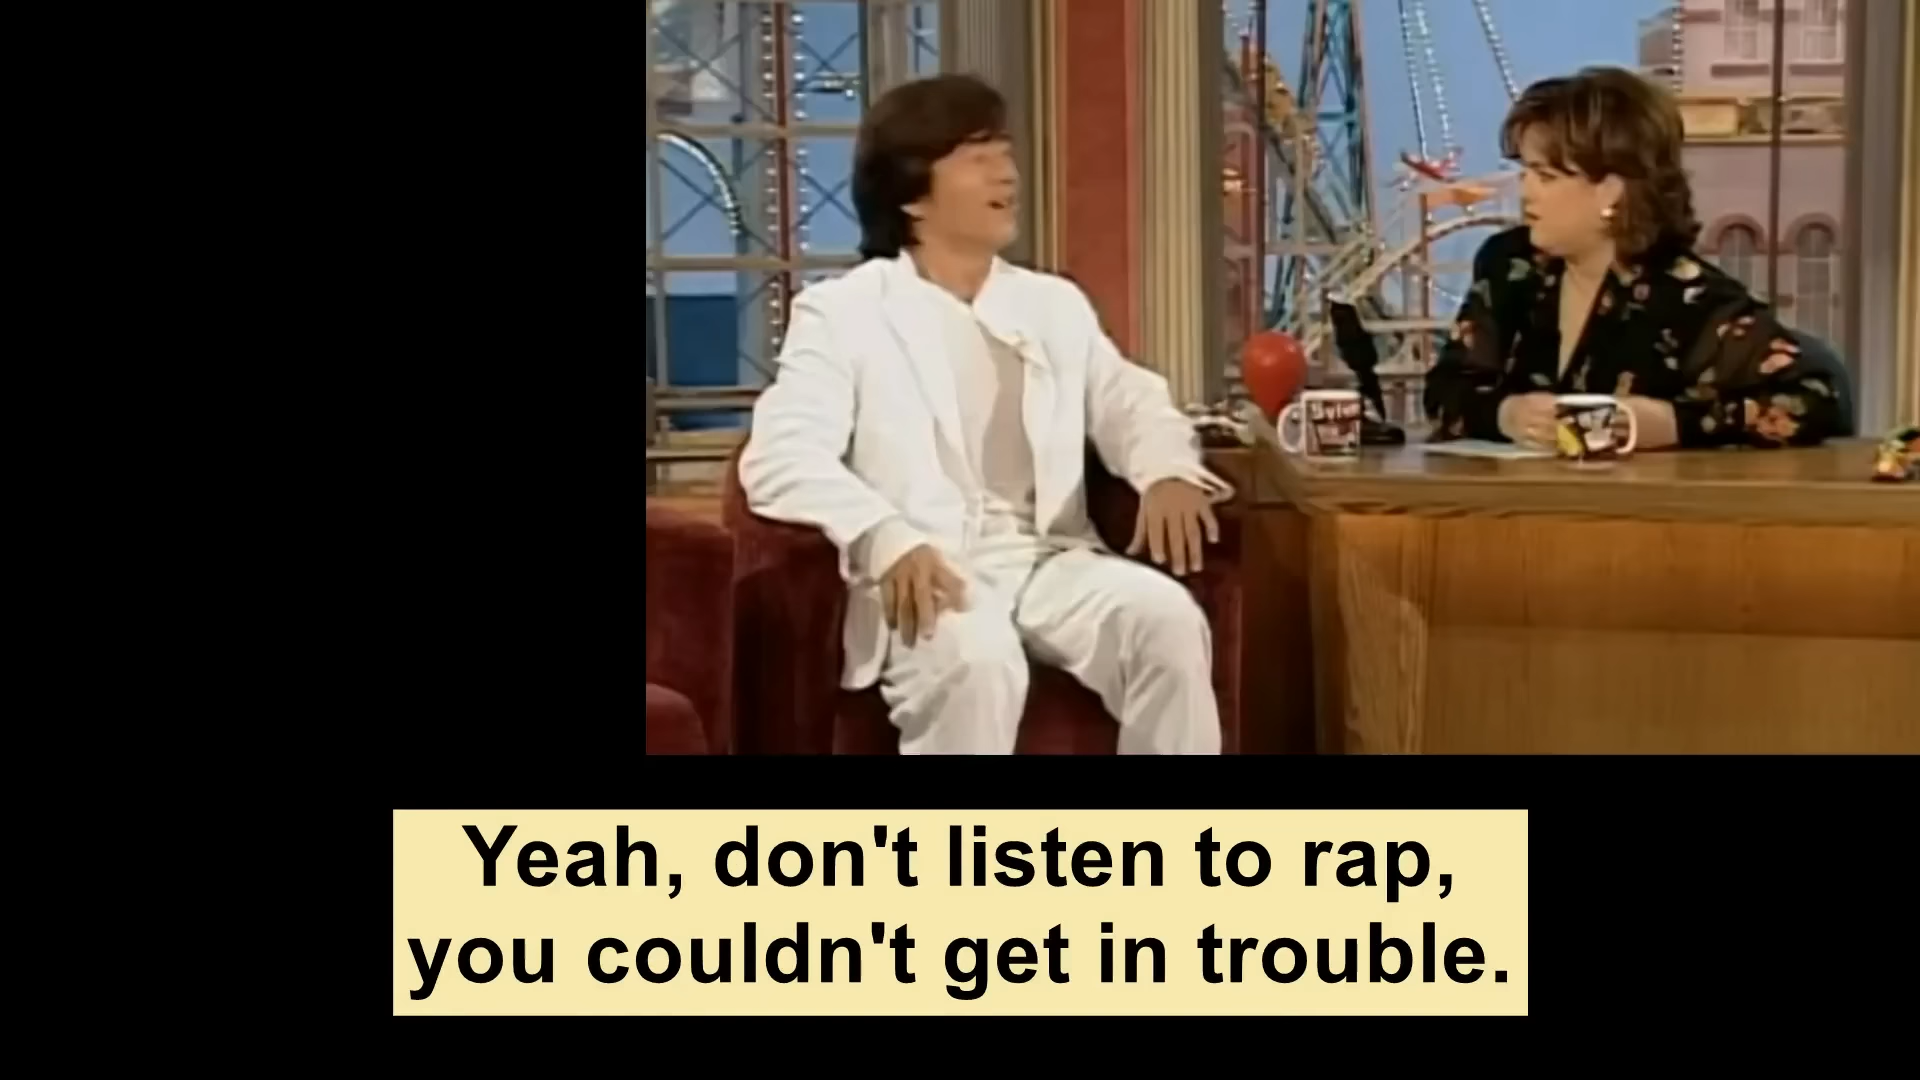 Yeah, don't listen to rap,
you couldn't get in trouble.